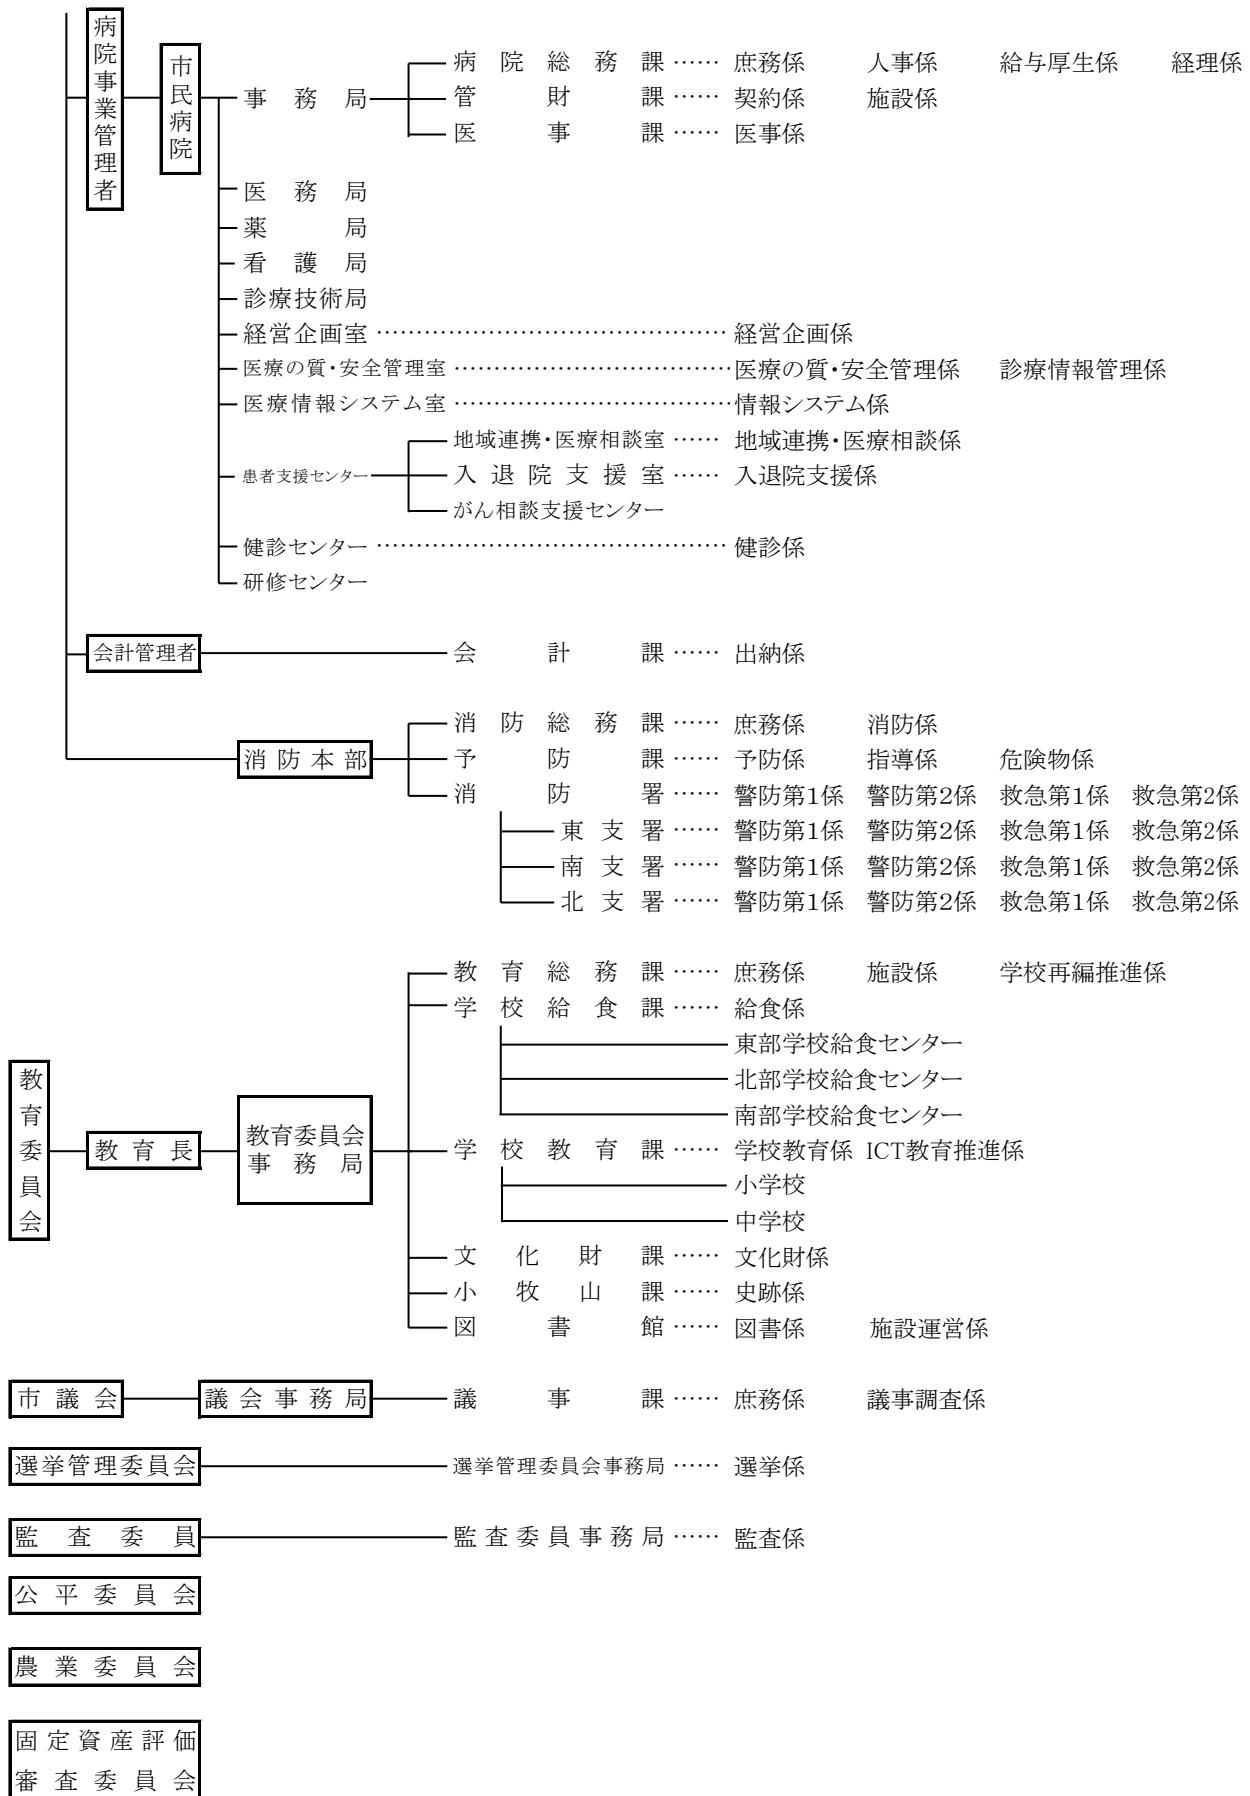 病院事業管理者
市民病院
事務局
病院総務課……庶務係 人事係 給与厚生係 経理係
管財課……契約係 施設係
医事課……医事係
医務局
薬局
看護局
診療技術局
経営企画室……経営企画係
医療の質・安全管理室……医療の質・安全管理係 診療情報管理係
医療情報システム室……情報システム係
患者支援センター
地域連携・医療相談室……地域連携・医療相談係
入退院支援室……入退院支援係
がん相談支援センター
健診センター……健診係
研修センター
会計管理者 会計課……出納係
消防本部
消防総務課……庶務係 消防係
予防課……予防係 指導係 危険物係
消防署……警防第1係 警防第2係 救急第1係 救急第2係
東支署……警防第1係 警防第2係 救急第1係 救急第2係
南支署……警防第1係 警防第2係 救急第1係 救急第2係
北支署……警防第1係 警防第2係 救急第1係 救急第2係
教育委員会
教育長
教育委員会
事務局
教育総務課……庶務係 施設係 学校再編推進係
学校給食課……給食係
東部学校給食センター
北部学校給食センター
南部学校給食センター
学校教育課……学校教育係 ICT教育推進係
小学校
中学校
文化財課……文化財係
小牧山課……史跡係
図書館……図書係 施設運営係
市議会 議会事務局 議事課……庶務係 議事調査係
選挙管理委員会 選挙管理委員会事務局……選挙係
監査委員 監査委員事務局……監査係
公平委員会
農業委員会
固定資産評価
審査委員会